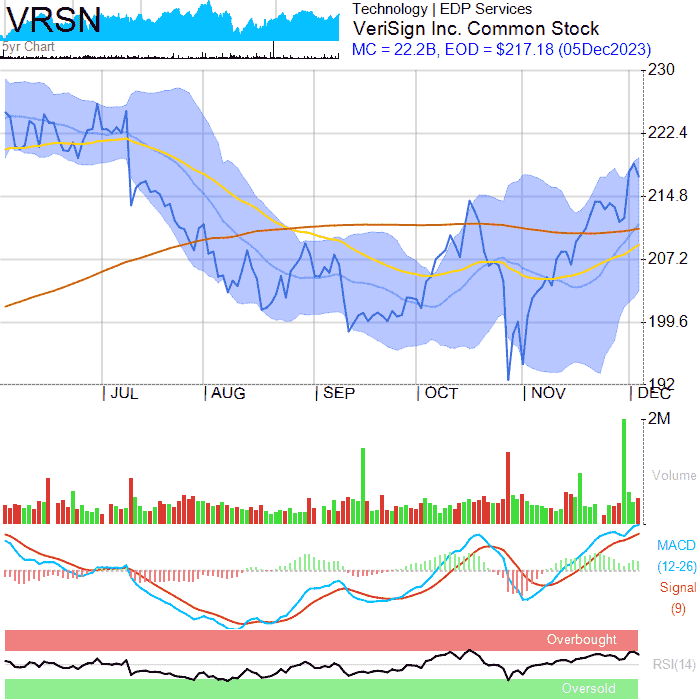 VRSN
5yr Chart
Technology | EDP Services
VeriSign Inc. Common Stock
MC = 22.2B, EOD = $217.18 (05Dec2023)
230
222.4
214.8
207.2
199.6
192
JUL
AUG
SEP
OCT
NOV
DEC
2M
Volume
MACD
(12-26)
Signal
(9)
Overbought
RSI(14)
Oversold